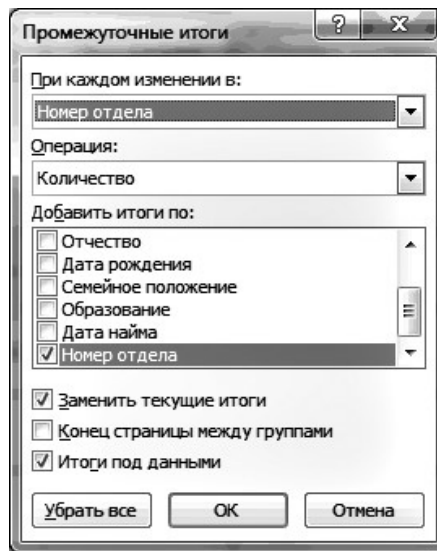 Промежуточные итоги
При каждом изменении в:
Номер отдела
Операция:
Количество
Добавить итоги по:
Отчество
Дата рождения
Семейное положение
Образование
Дата найма
Номер отдела
Заменить текущие итоги
Конец страницы между группами
Итоги под данными
Убрать все ОК Отмена